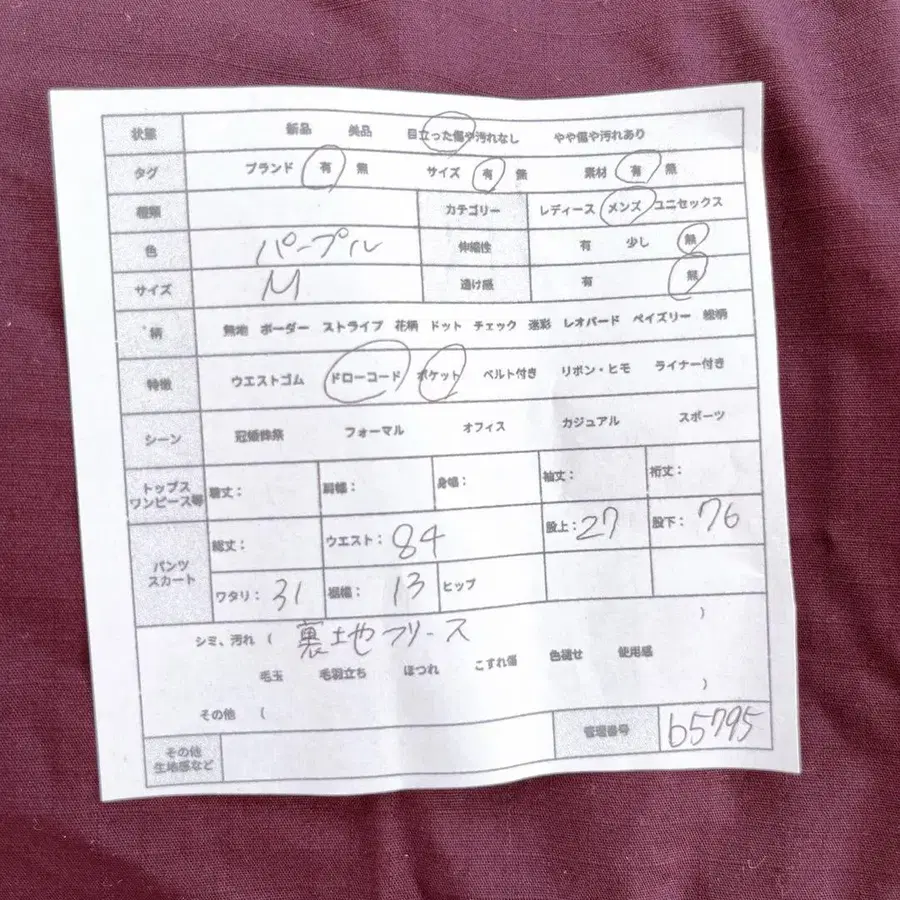 状態 新品 美品 目立った傷や汚れなし やや傷や汚れあり
タグ ブランド 有 無 サイズ 有 無 素材 有 無
種類 カテゴリー レディース メンズ ユニセックス
色 パープル 伸縮性 有 少し 無
サイズ M 透け感 有 無
柄 無地 ボーダー ストライプ 花柄 ドット チェック 迷彩 レオパード ペイズリー 総柄
特徴 ウエストゴム ドローコード ポケット ベルト付き リボン・ヒモ ライナー付き
シーン 冠婚葬祭 フォーマル オフィス カジュアル スポーツ
トップス ワンピース等 着丈: 肩幅: 身幅: 袖丈: 裄丈:
パンツ スカート 総丈: ウエスト: 84 股上: 27 股下: 76
ワタリ: 31 裾幅: 13 ヒップ
シミ、汚れ ( 裏土地フリース )
毛玉 毛羽立ち ほつれ こすれ傷 色褪せ 使用感
その他 ( )
その他 生地感など 管理番号 b5795